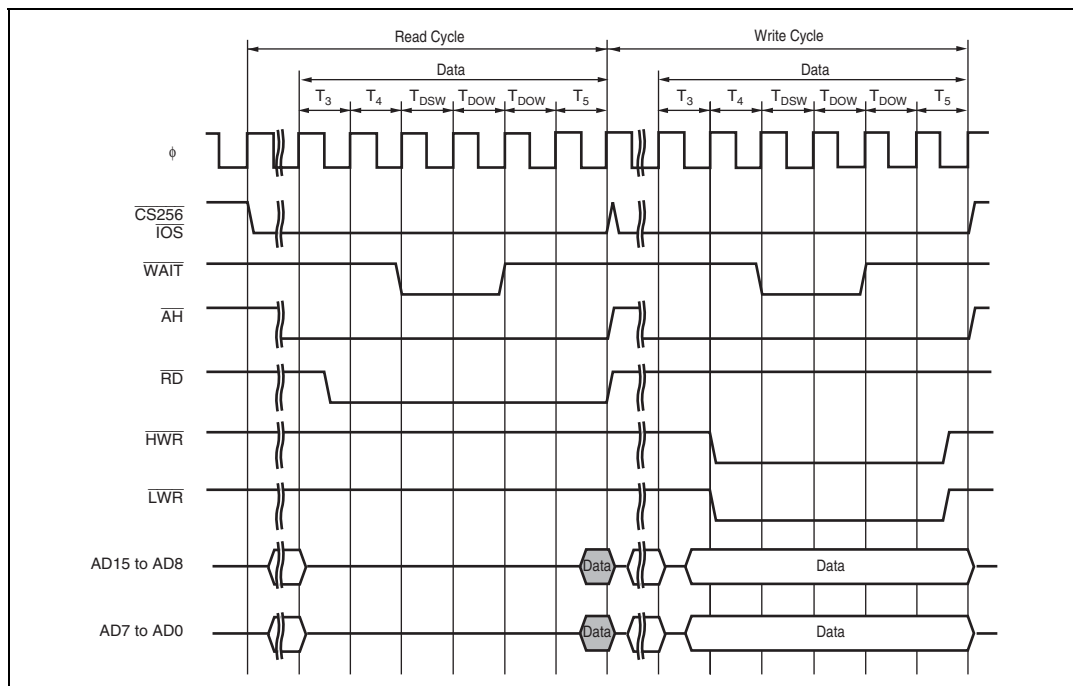 Read Cycle Write Cycle
Data Data
T3 T4 TDSW TDOW TDOW T5 T3 T4 TDSW TDOW TDOW T5
ϕ
CS256
IOS
WAIT
AH
RD
HWR
LWR
AD15 to AD8 Data Data
AD7 to AD0 Data Data